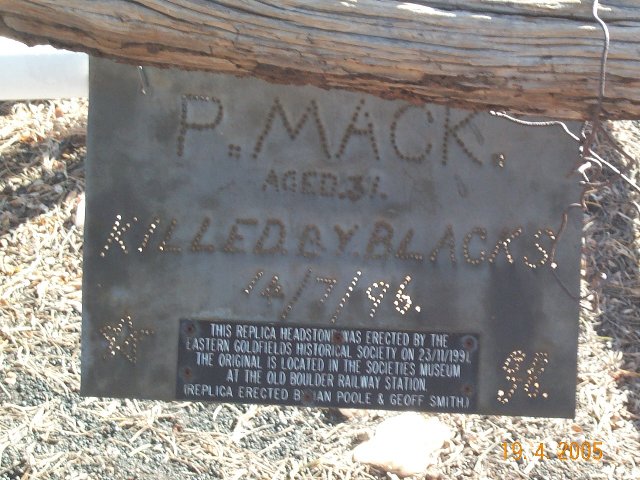 P. MACK.
AGED. 31.
KILLED. BY. BLACKS
14/7/96.
THIS REPLICA HEADSTONE WAS ERECTED BY THE
EASTERN GOLDFIELDS HISTORICAL SOCIETY ON 23/11/1991.
THE ORIGINAL IS LOCATED IN THE SOCIETIES MUSEUM
AT THE OLD BOULDER RAILWAY STATION.
(REPLICA ERECTED BY IAN POOLE & GEOFF SMITH.)
19 4 2005